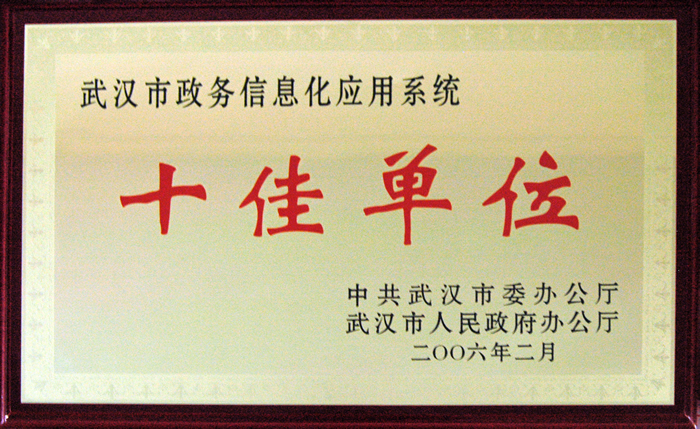 武汉市政务信息化应用系统
十佳单位
中共武汉市委办公厅
武汉市人民政府办公厅
二〇〇六年二月